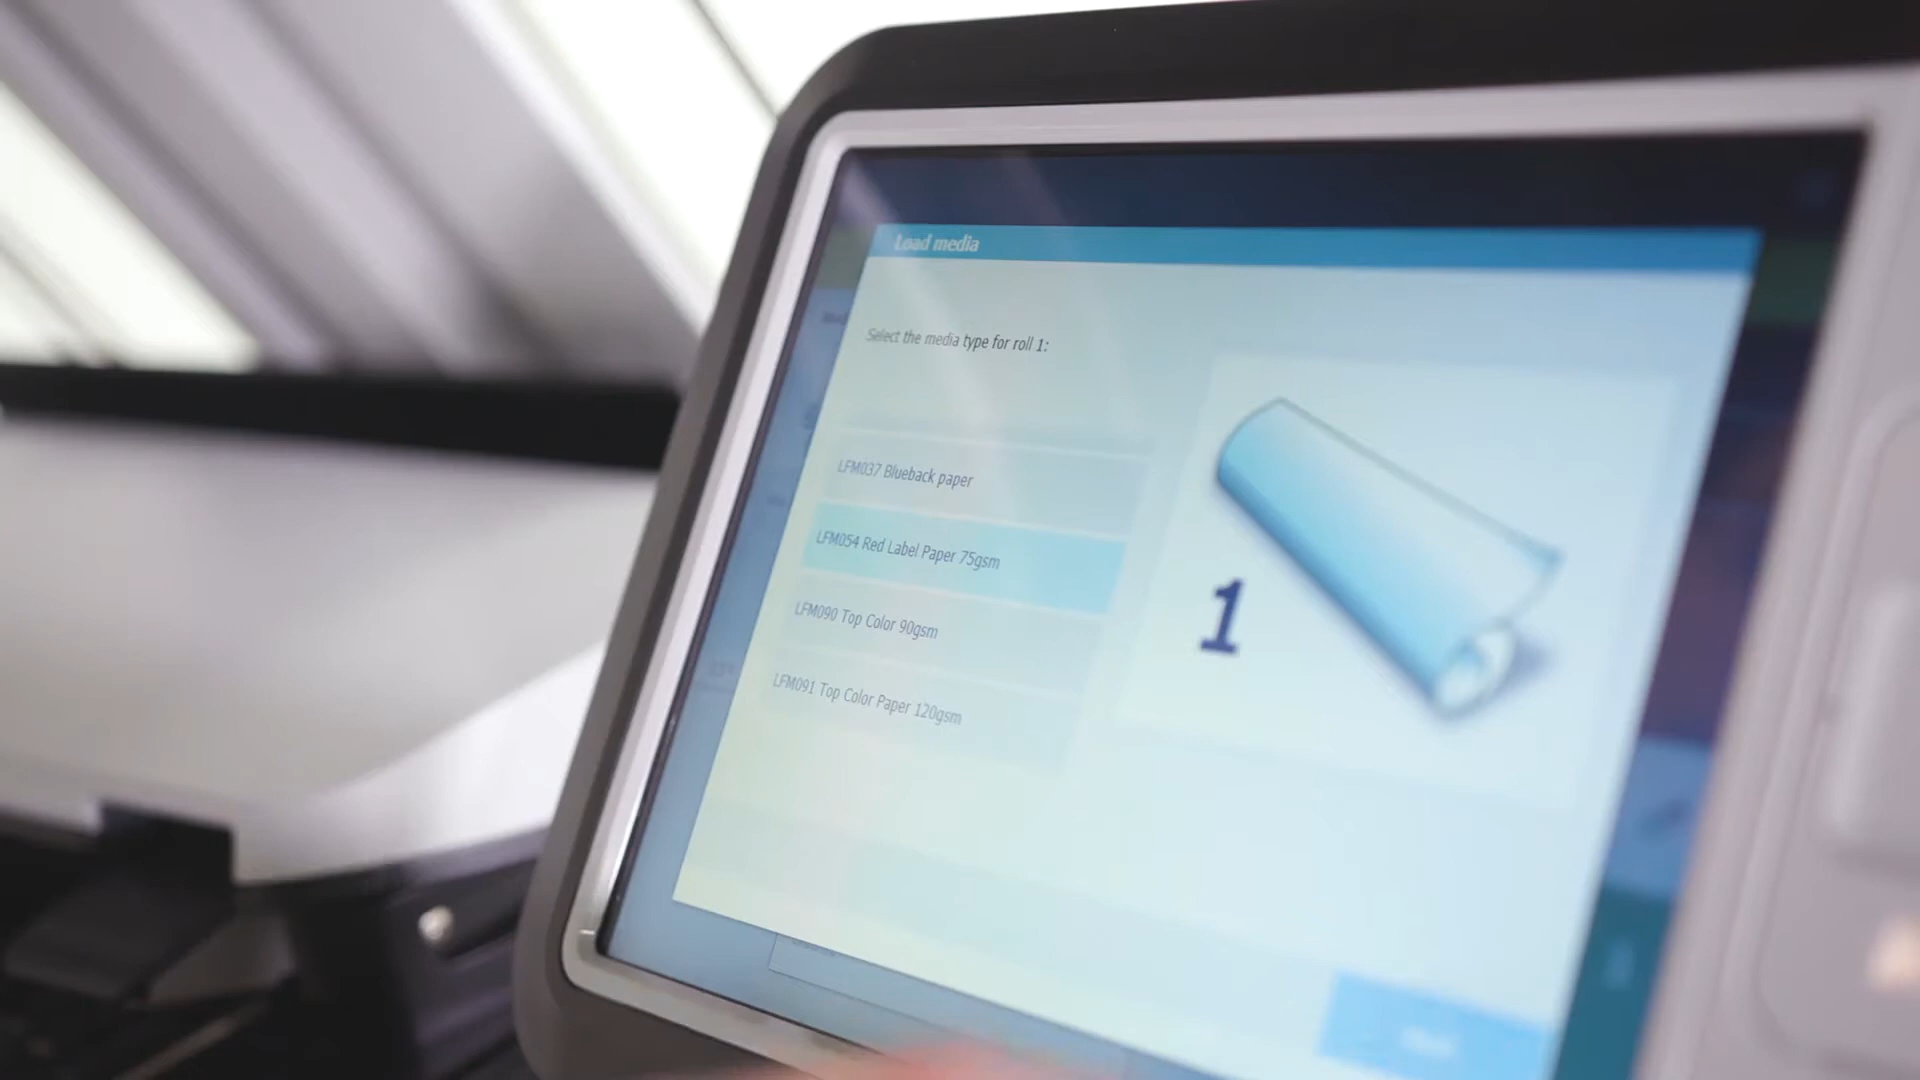 Load media
Select the media type for roll 1:
LFM037 Blueback paper
LFM054 Red Label Paper 75gsm
LFM090 Top Color 90gsm
LFM091 Top Color Paper 120gsm
1